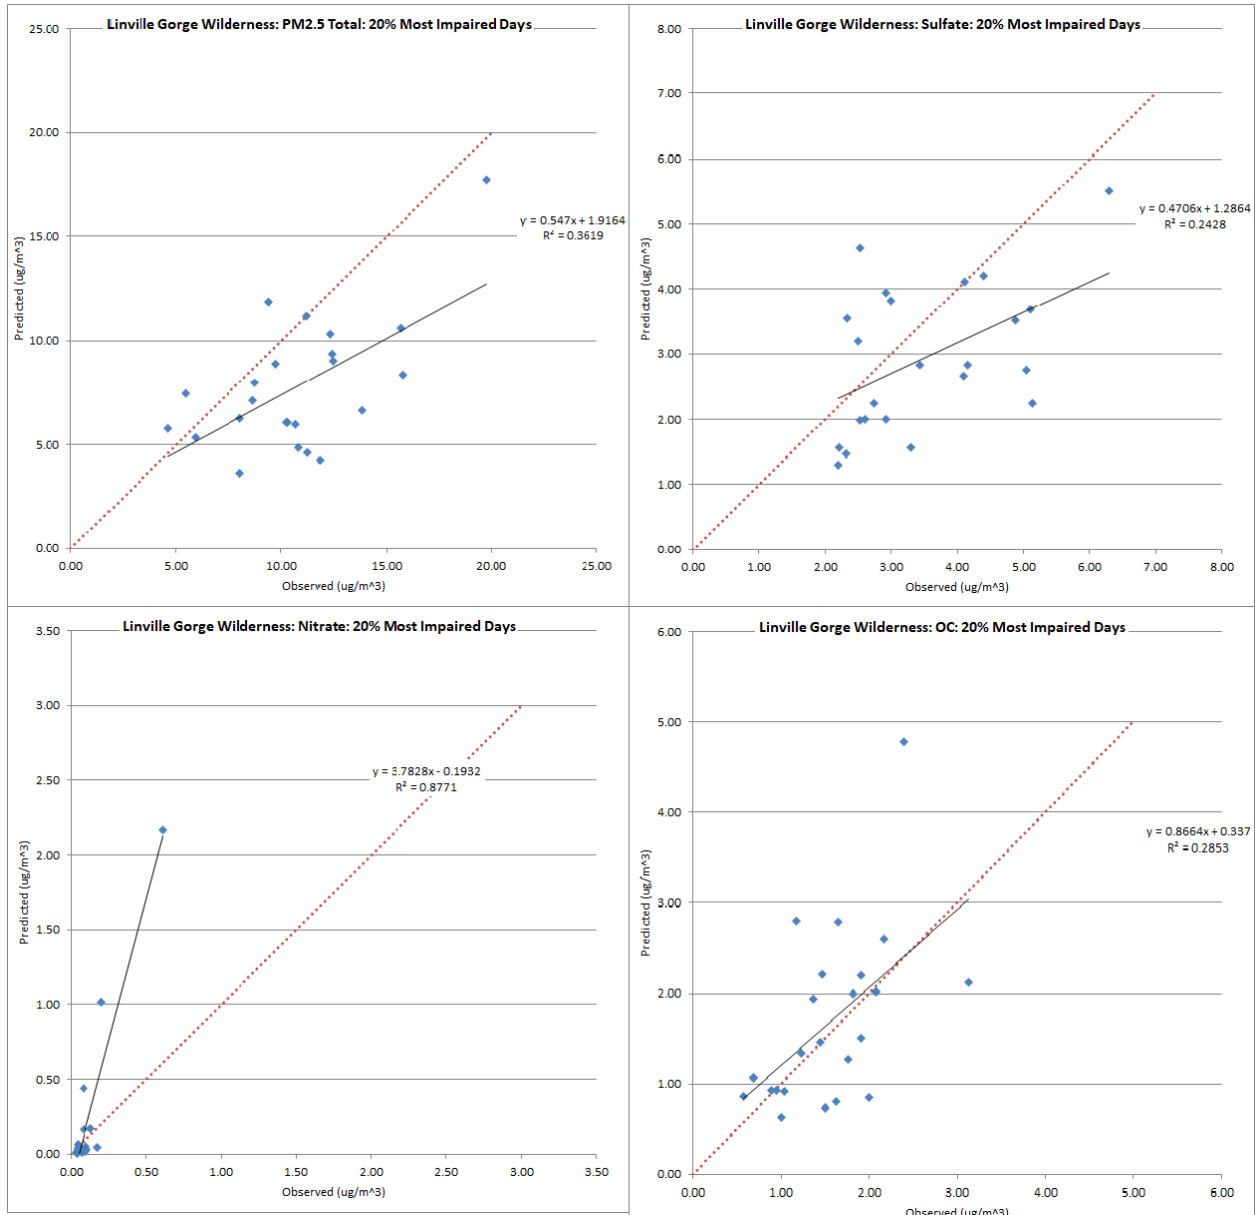 Linville Gorge Wilderness: PM2.5 Total: 20% Most Impaired Days
25.00
20.00
15.00
10.00
5.00
0.00
Predicted (ug/m^3)
y = 0.547x + 1.9164
R² = 0.3619
0.00 5.00 10.00 15.00 20.00 25.00
Observed (ug/m^3)
Linville Gorge Wilderness: Sulfate: 20% Most Impaired Days
8.00
7.00
6.00
5.00
4.00
3.00
2.00
1.00
0.00
Predicted (ug/m^3)
y = 0.4706x + 1.2864
R² = 0.2428
0.00 1.00 2.00 3.00 4.00 5.00 6.00 7.00 8.00
Observed (ug/m^3)
Linville Gorge Wilderness: Nitrate: 20% Most Impaired Days
3.50
3.00
2.50
2.00
1.50
1.00
0.50
0.00
Predicted (ug/m^3)
y = 3.7828x - 0.1932
R² = 0.8771
0.00 0.50 1.00 1.50 2.00 2.50 3.00 3.50
Observed (ug/m^3)
Linville Gorge Wilderness: OC: 20% Most Impaired Days
6.00
5.00
4.00
3.00
2.00
1.00
0.00
Predicted (ug/m^3)
y = 0.8664x + 0.337
R² = 0.2853
0.00 1.00 2.00 3.00 4.00 5.00 6.00
Observed (ug/m^3)